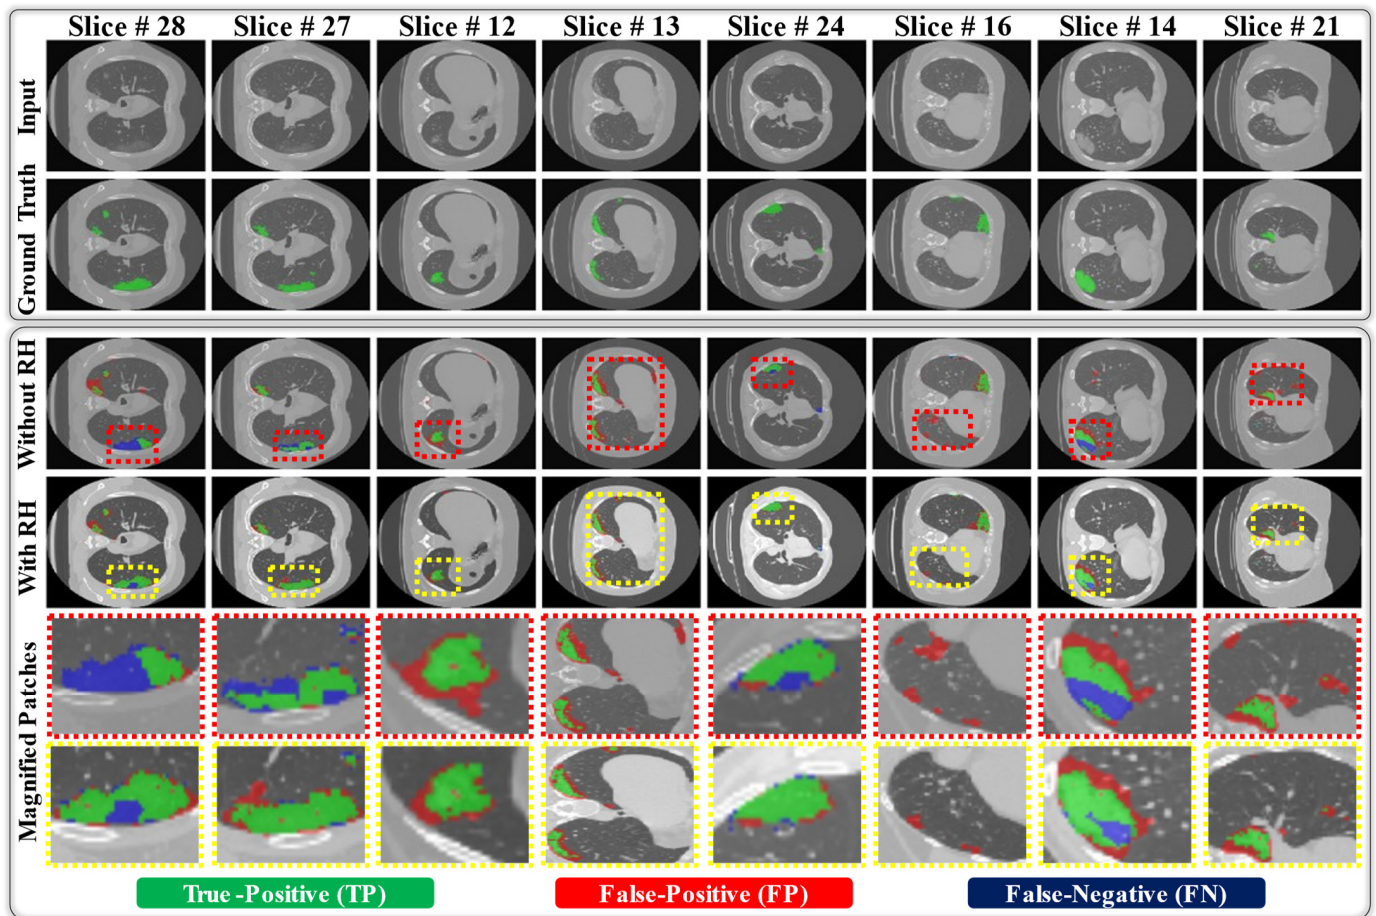 Slice # 28 Slice # 27 Slice # 12 Slice # 13 Slice # 24 Slice # 16 Slice # 14 Slice # 21
Input
Ground Truth
Without RH
With RH
Magnified Patches
True-Positive (TP) False-Positive (FP) False-Negative (FN)